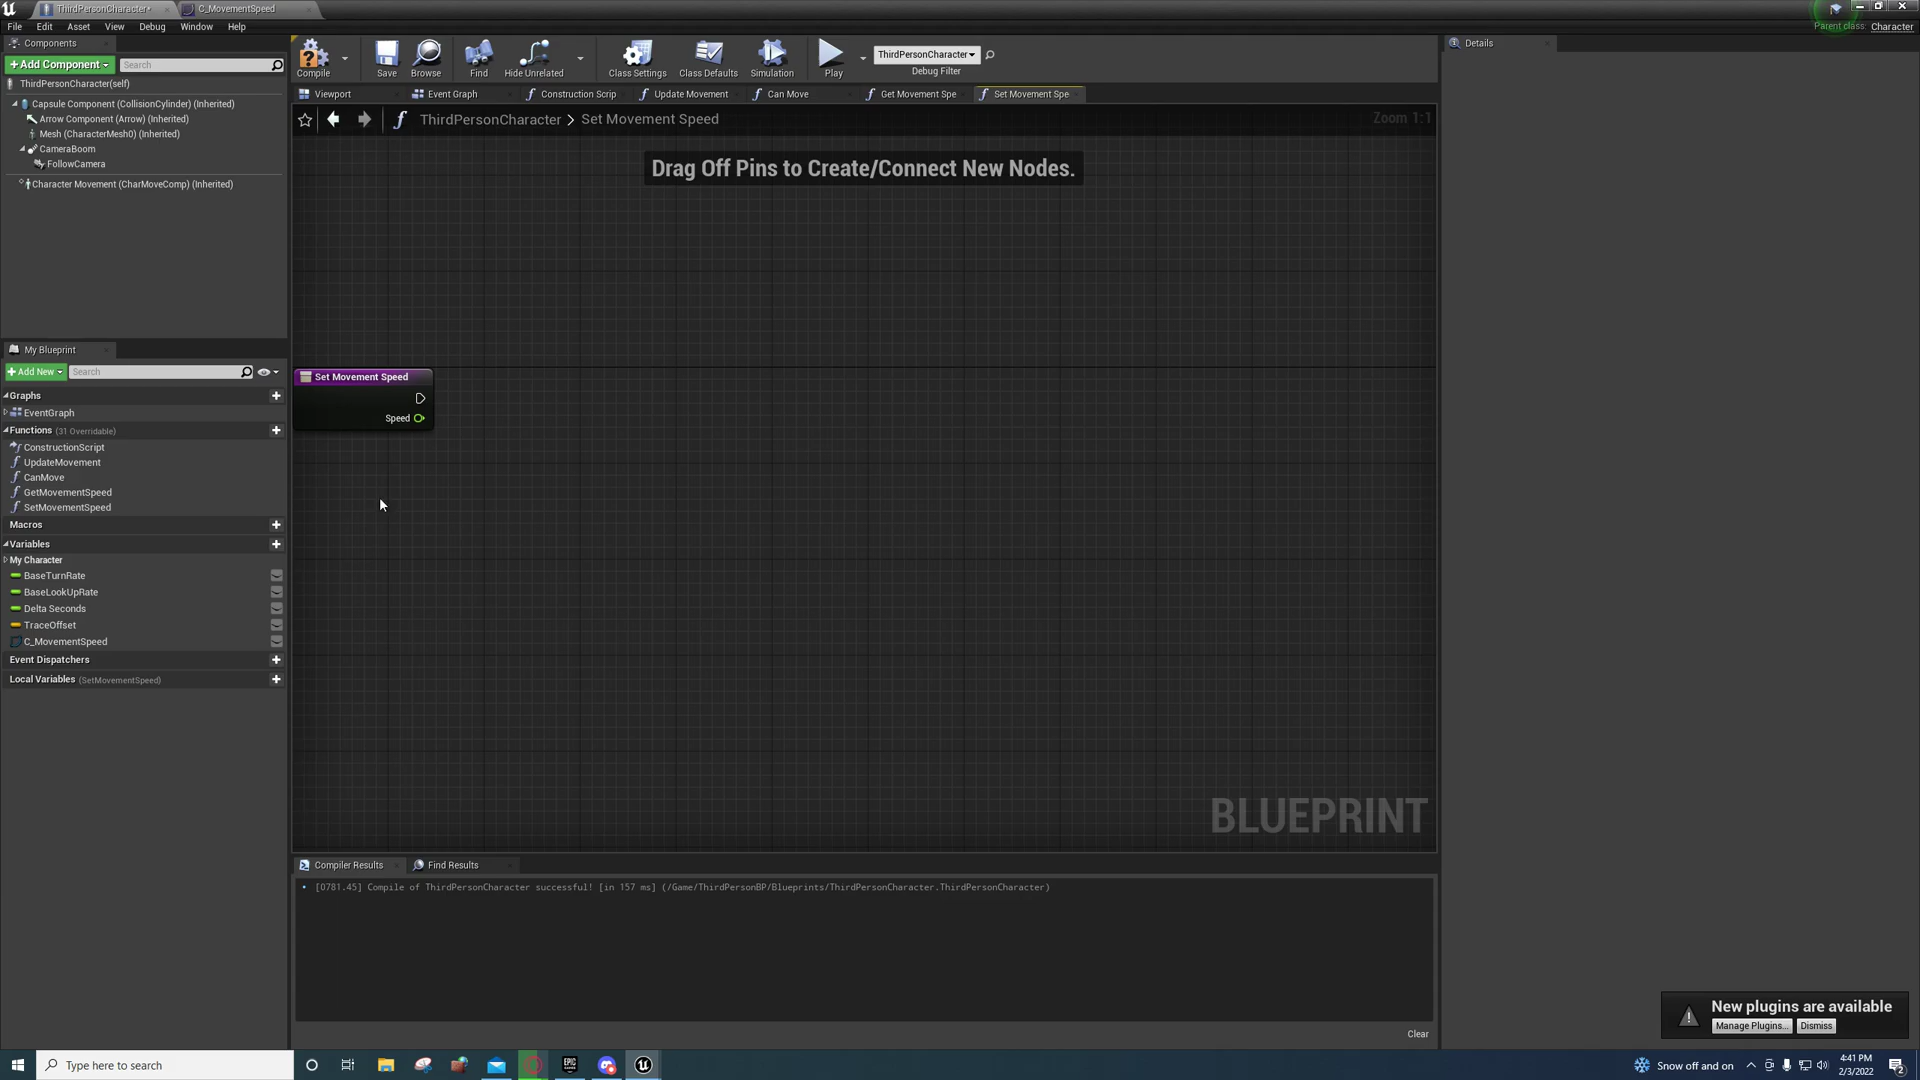 ThirdPersonCharacter*
C_MovementSpeed
File Edit Asset View Debug Window Help
Parent class: Character
Components
+Add Component
Search
ThirdPersonCharacter(self)
Capsule Component (CollisionCylinder) (Inherited)
Arrow Component (Arrow) (Inherited)
Mesh (CharacterMesh0) (Inherited)
CameraBoom
FollowCamera
Character Movement (CharMoveComp) (Inherited)
My Blueprint
+Add New
Search
Graphs
EventGraph
Functions (31 Overridable)
ConstructionScript
UpdateMovement
CanMove
GetMovementSpeed
SetMovementSpeed
Macros
Variables
My Character
BaseTurnRate
BaseLookUpRate
Delta Seconds
TraceOffset
C_MovementSpeed
Event Dispatchers
Local Variables (SetMovementSpeed)
Compile
Save
Browse
Find
Hide Unrelated
Class Settings
Class Defaults
Simulation
Play
ThirdPersonCharacter
Debug Filter
Viewport
Event Graph
Construction Scrip
Update Movement
Can Move
Get Movement Spe
Set Movement Spe
ThirdPersonCharacter > Set Movement Speed
Zoom 1:1
Drag Off Pins to Create/Connect New Nodes.
Set Movement Speed
Speed
BLUEPRINT
Compiler Results
Find Results
[0781.45] Compile of ThirdPersonCharacter successful! [in 157 ms] (/Game/ThirdPersonBP/Blueprints/ThirdPersonCharacter.ThirdPersonCharacter)
Clear
Details
New plugins are available
Manage Plugins...
Dismiss
Type here to search
EPIC
Snow off and on
4:41 PM
2/3/2022
2